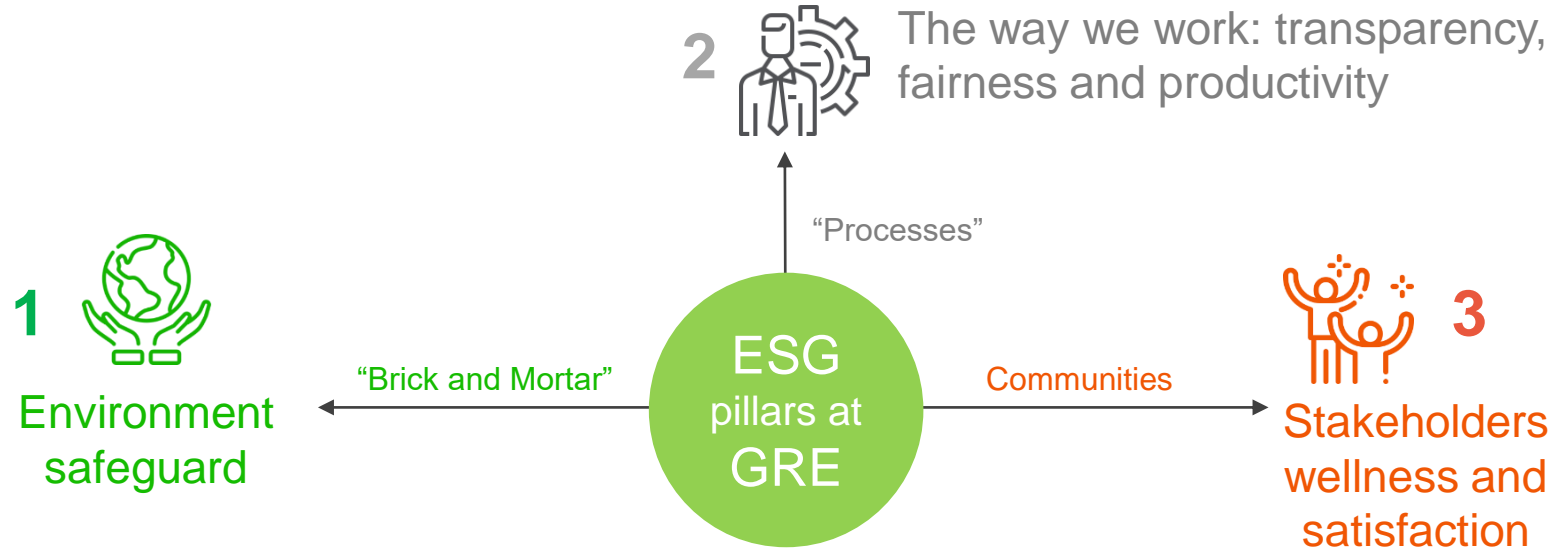 2
The way we work: transparency,
fairness and productivity
“Processes”
1
“Brick and Mortar”
Environment
safeguard
ESG
pillars at
GRE
Communities
3
Stakeholders
wellness and
satisfaction